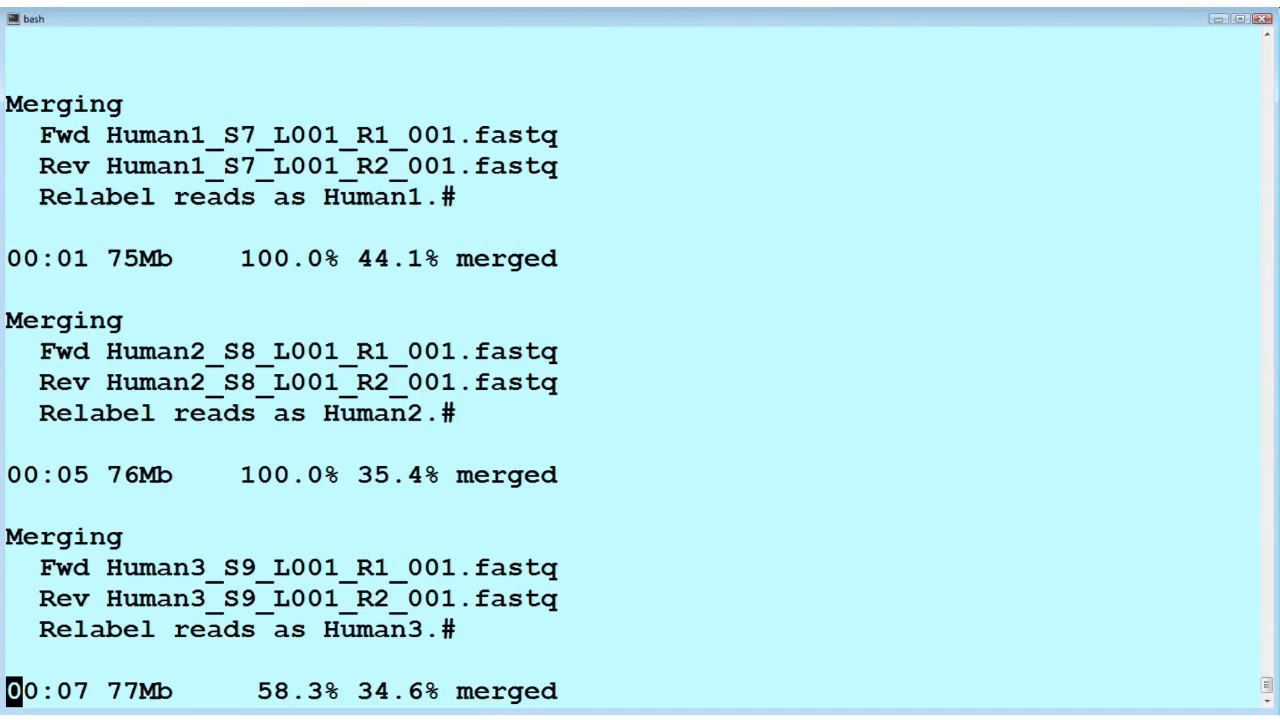 bash
Merging
Fwd Human1_S7_L001_R1_001.fastq
Rev Human1_S7_L001_R2_001.fastq
Relabel reads as Human1.#
00:01 75Mb 100.0% 44.1% merged
Merging
Fwd Human2_S8_L001_R1_001.fastq
Rev Human2_S8_L001_R2_001.fastq
Relabel reads as Human2.#
00:05 76Mb 100.0% 35.4% merged
Merging
Fwd Human3_S9_L001_R1_001.fastq
Rev Human3_S9_L001_R2_001.fastq
Relabel reads as Human3.#
00:07 77Mb 58.3% 34.6% merged